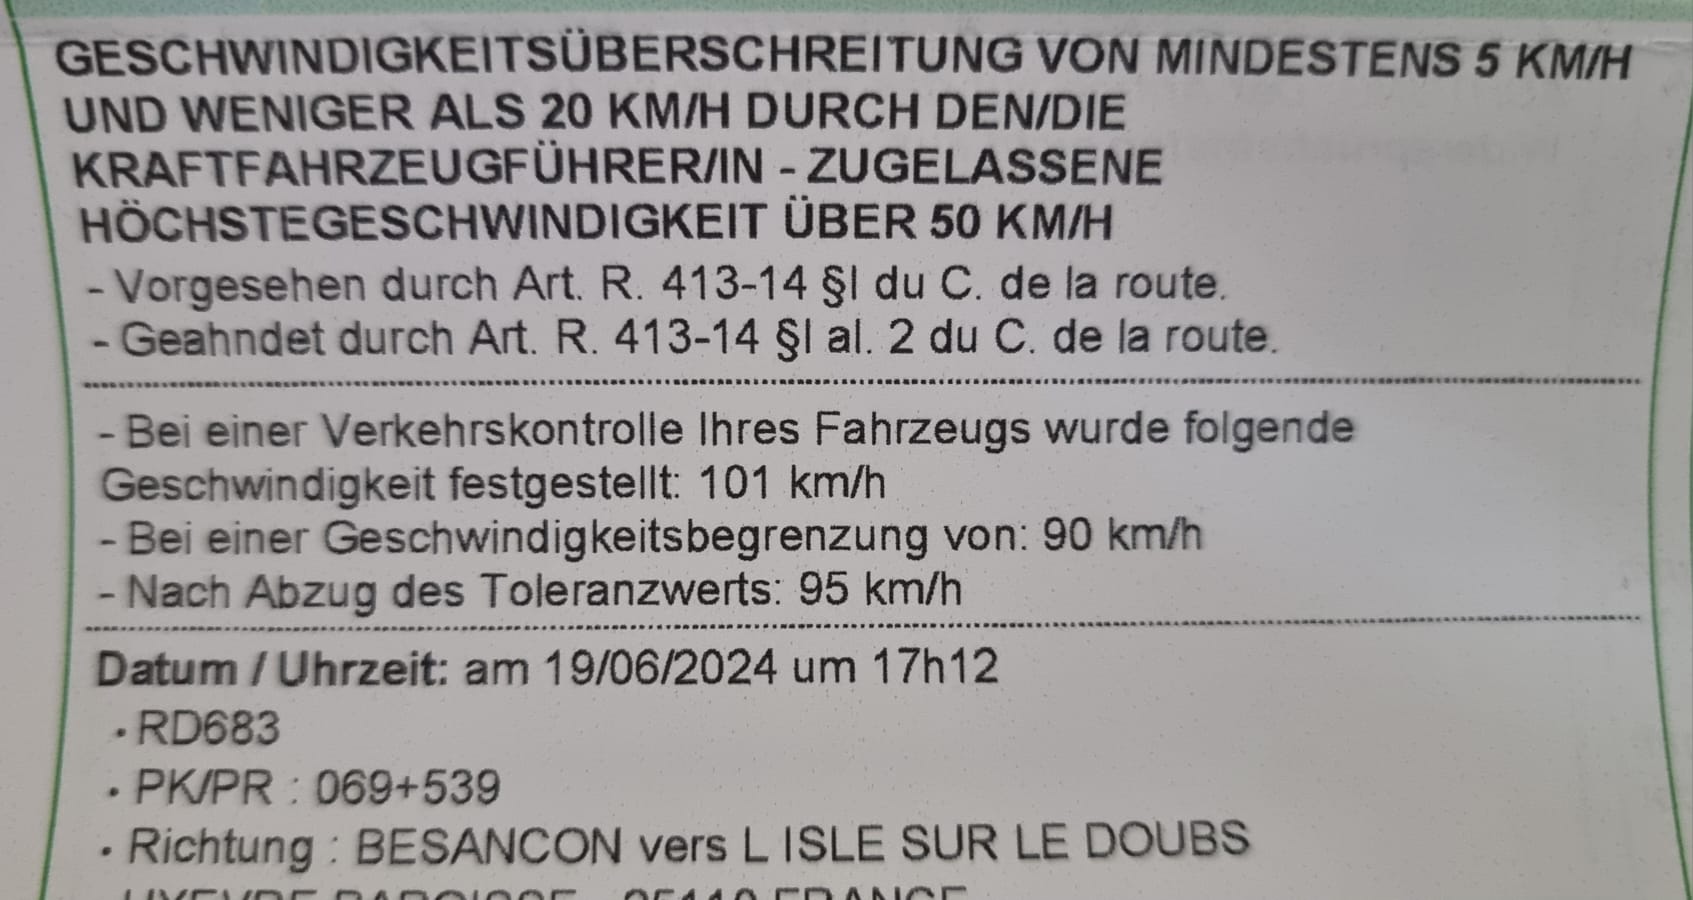 GESCHWINDIGKEITSÜBERSCHREITUNG VON MINDESTENS 5 KM/H
UND WENIGER ALS 20 KM/H DURCH DEN/DIE
KRAFTFAHRZEUGFÜHRER/IN - ZUGELASSENE
HÖCHSTEGESCHWINDIGKEIT ÜBER 50 KM/H
- Vorgesehen durch Art. R. 413-14 §I du C. de la route.
- Geahndet durch Art. R. 413-14 §I al. 2 du C. de la route.
- Bei einer Verkehrskontrolle Ihres Fahrzeugs wurde folgende
Geschwindigkeit festgestellt: 101 km/h
- Bei einer Geschwindigkeitsbegrenzung von: 90 km/h
- Nach Abzug des Toleranzwerts: 95 km/h
Datum / Uhrzeit: am 19/06/2024 um 17h12
· RD683
· PK/PR : 069+539
· Richtung : BESANCON vers L ISLE SUR LE DOUBS
FRANCE